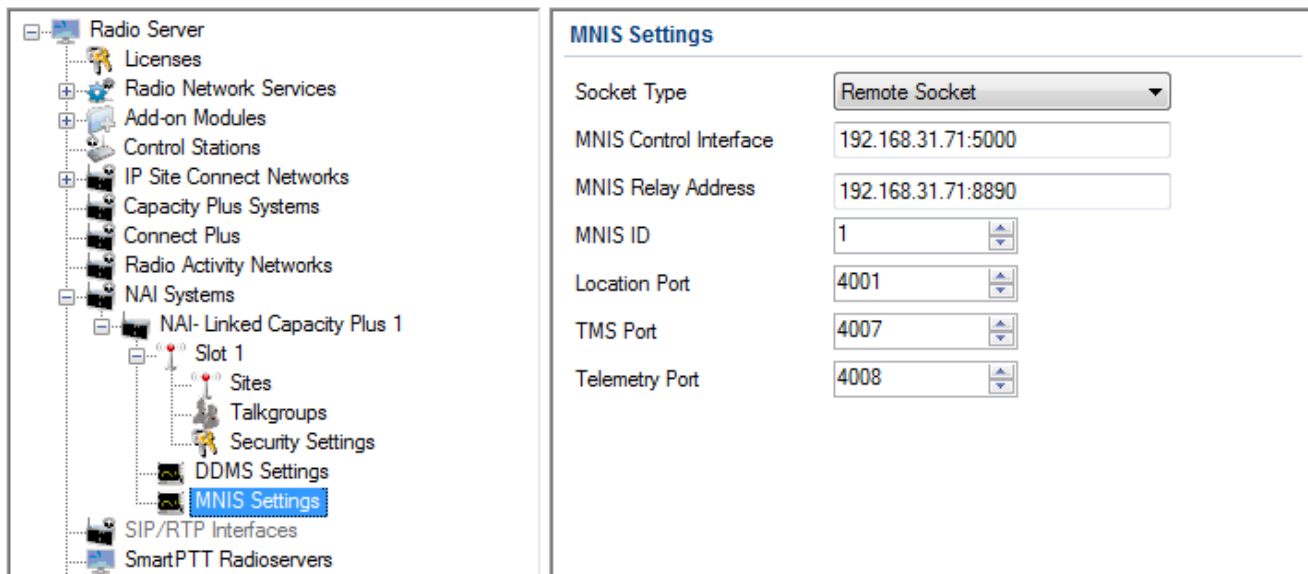 Radio Server
Licenses
Radio Network Services
Add-on Modules
Control Stations
IP Site Connect Networks
Capacity Plus Systems
Connect Plus
Radio Activity Networks
NAI Systems
NAI- Linked Capacity Plus 1
Slot 1
Sites
Talkgroups
Security Settings
DDMS Settings
MNIS Settings
SIP/RTP Interfaces
SmartPTT Radioservers
MNIS Settings
Socket Type Remote Socket
MNIS Control Interface 192.168.31.71:5000
MNIS Relay Address 192.168.31.71:8890
MNIS ID 1
Location Port 4001
TMS Port 4007
Telemetry Port 4008